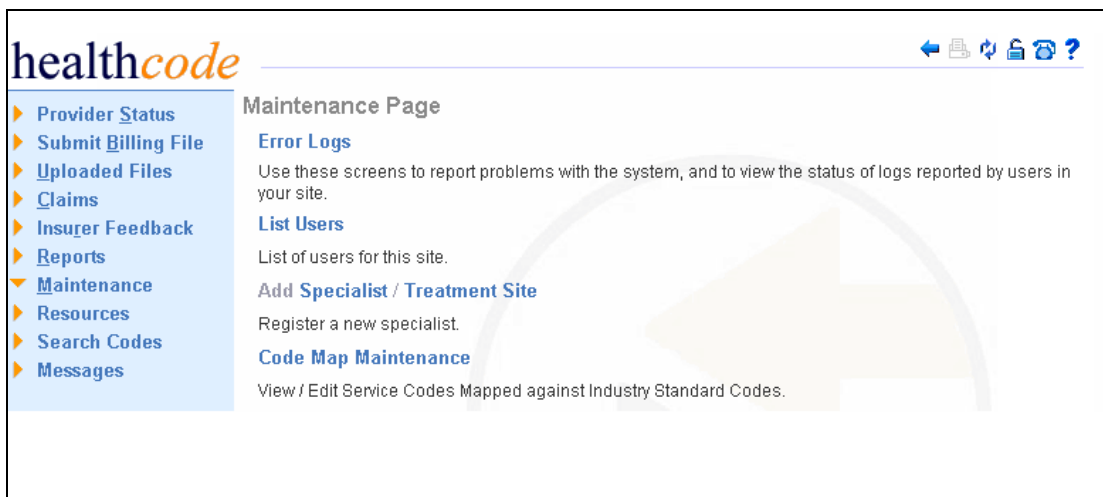 healthcode
?
Provider Status
Submit Billing File
Uploaded Files
Claims
Insurer Feedback
Reports
Maintenance
Resources
Search Codes
Messages
Maintenance Page
Error Logs
Use these screens to report problems with the system, and to view the status of logs reported by users in
your site.
List Users
List of users for this site.
Add Specialist / Treatment Site
Register a new specialist.
Code Map Maintenance
View / Edit Service Codes Mapped against Industry Standard Codes.